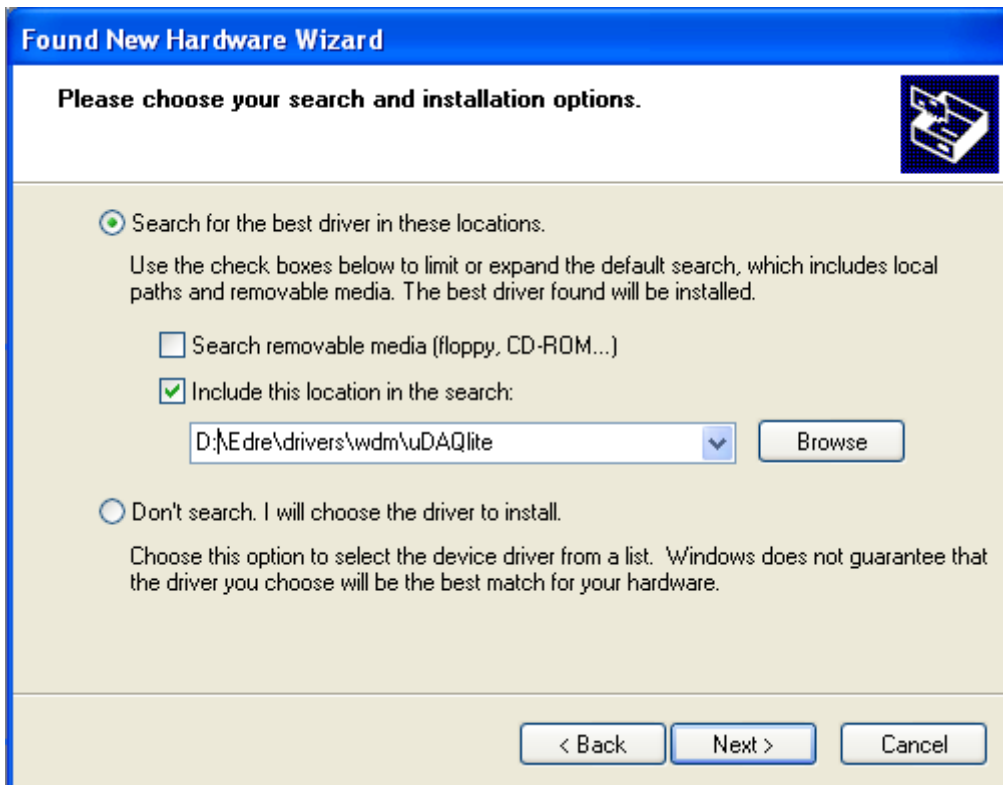 Found New Hardware Wizard
Please choose your search and installation options.
Search for the best driver in these locations.
Use the check boxes below to limit or expand the default search, which includes local
paths and removable media. The best driver found will be installed.
Search removable media (floppy, CD-ROM...)
Include this location in the search:
D:\Edre\drivers\wdm\uDAQlite
Browse
Don't search. I will choose the driver to install.
Choose this option to select the device driver from a list.  Windows does not guarantee that
the driver you choose will be the best match for your hardware.
< Back
Next >
Cancel